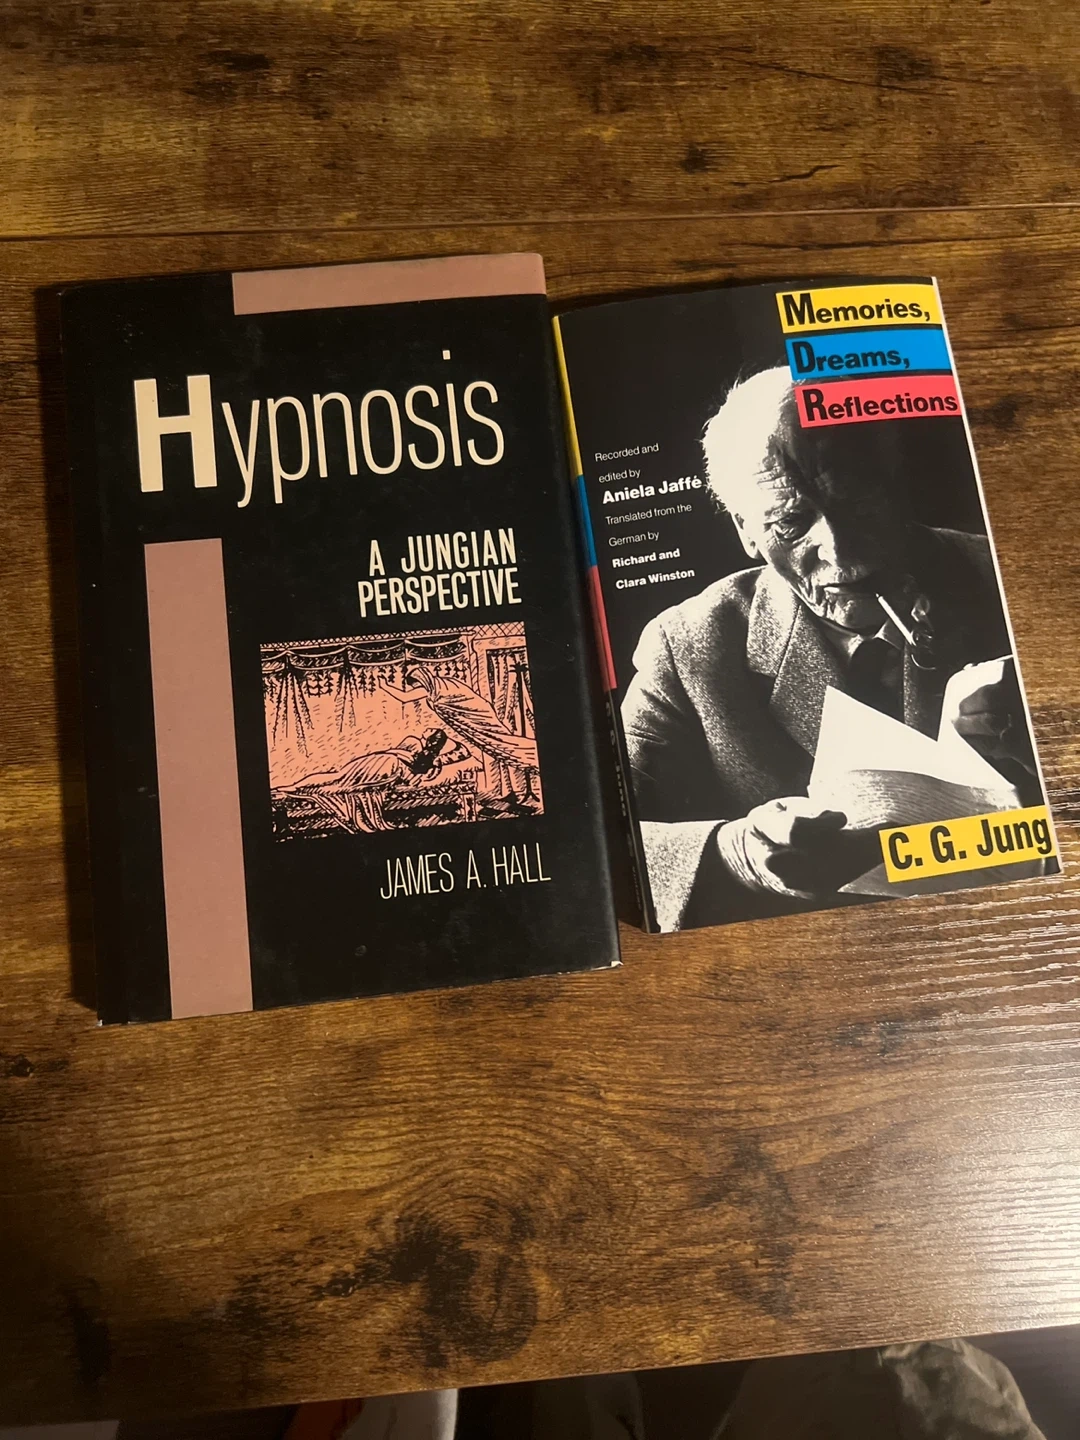 Hypnosis
A JUNGIAN
PERSPECTIVE
JAMES A. HALL
Memories,
Dreams,
Reflections
Recorded and
edited by
Aniela Jaffé
Translated from the
German by
Richard and
Clara Winston
C. G. Jung